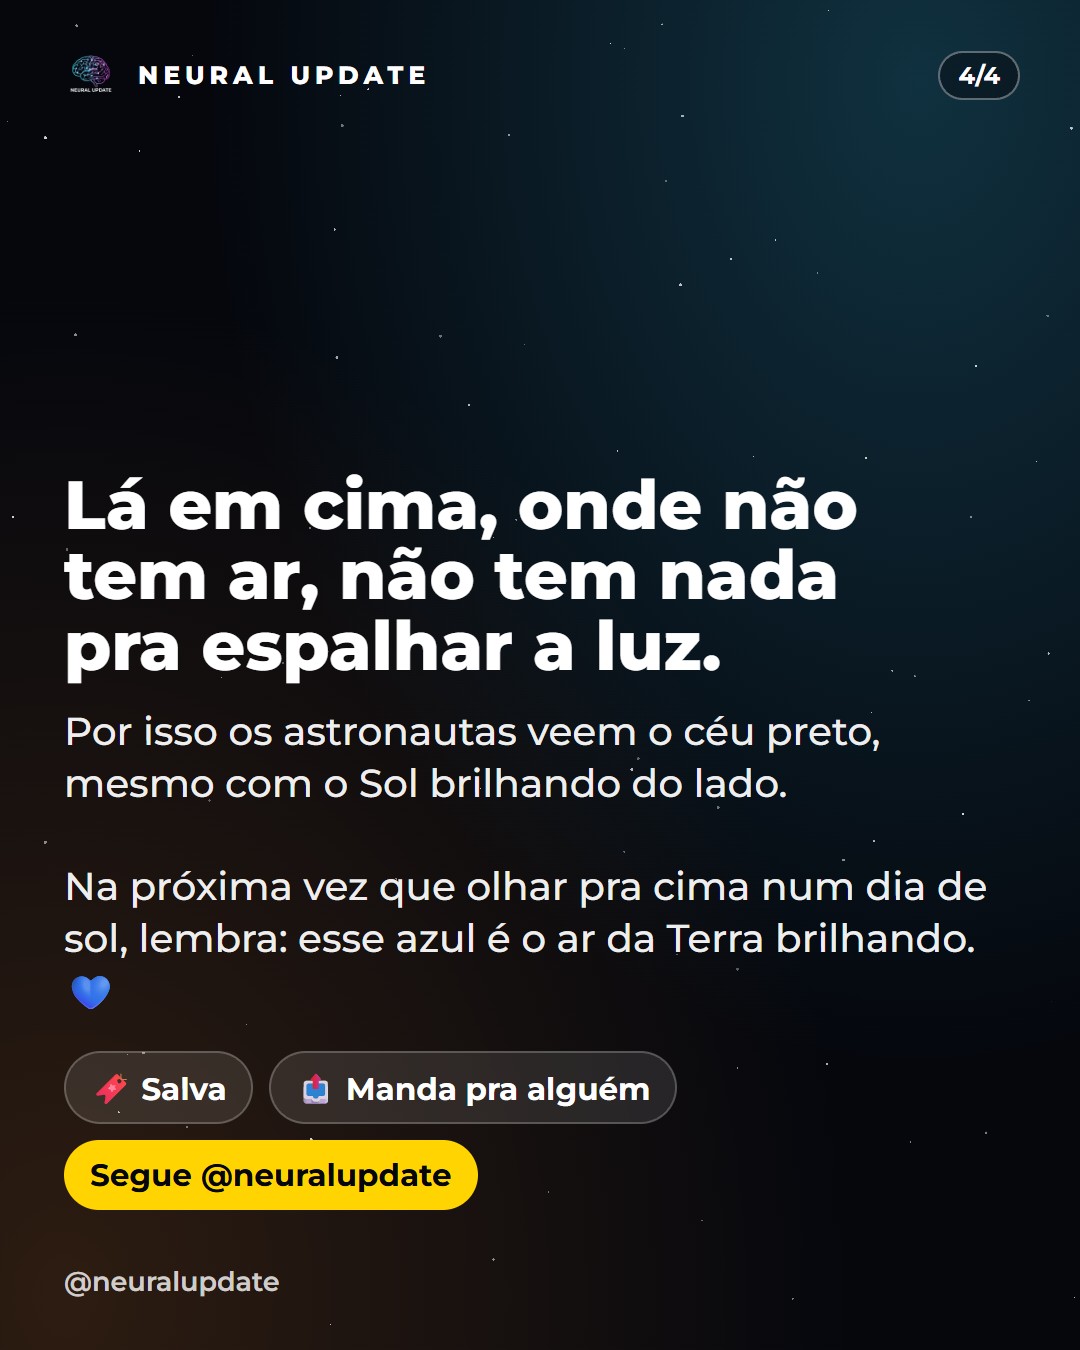 NEURAL UPDATE
NEURAL UPDATE
4/4
Lá em cima, onde não
tem ar, não tem nada
pra espalhar a luz.
Por isso os astronautas veem o céu preto,
mesmo com o Sol brilhando do lado.
Na próxima vez que olhar pra cima num dia de
sol, lembra: esse azul é o ar da Terra brilhando.
💙
Salva
Manda pra alguém
Segue @neuralupdate
@neuralupdate